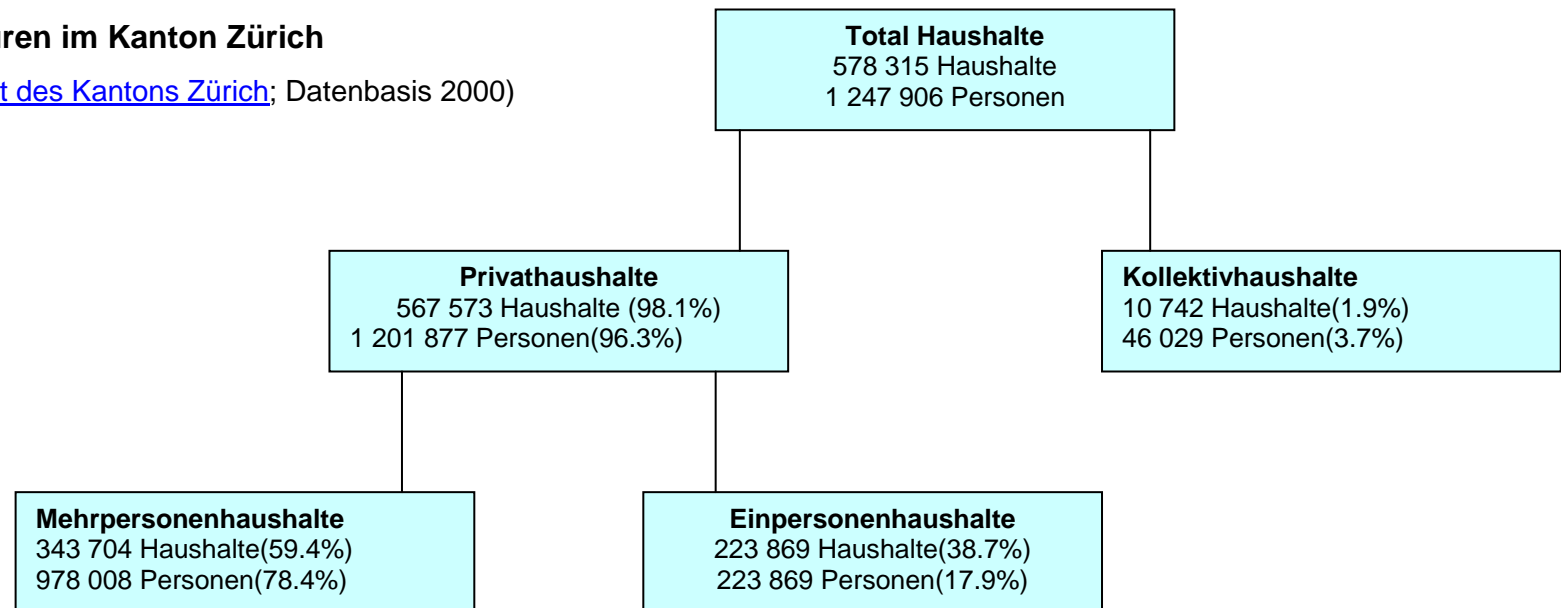 im Kanton Zürich
des Kantons Zürich; Datenbasis 2000)
Total Haushalte
578 315 Haushalte
1 247 906 Personen
Privathaushalte
567 573 Haushalte (98.1%)
1 201 877 Personen(96.3%)
Kollektivhaushalte
10 742 Haushalte(1.9%)
46 029 Personen(3.7%)
Mehrpersonenhaushalte
343 704 Haushalte(59.4%)
978 008 Personen(78.4%)
Einpersonenhaushalte
223 869 Haushalte(38.7%)
223 869 Personen(17.9%)